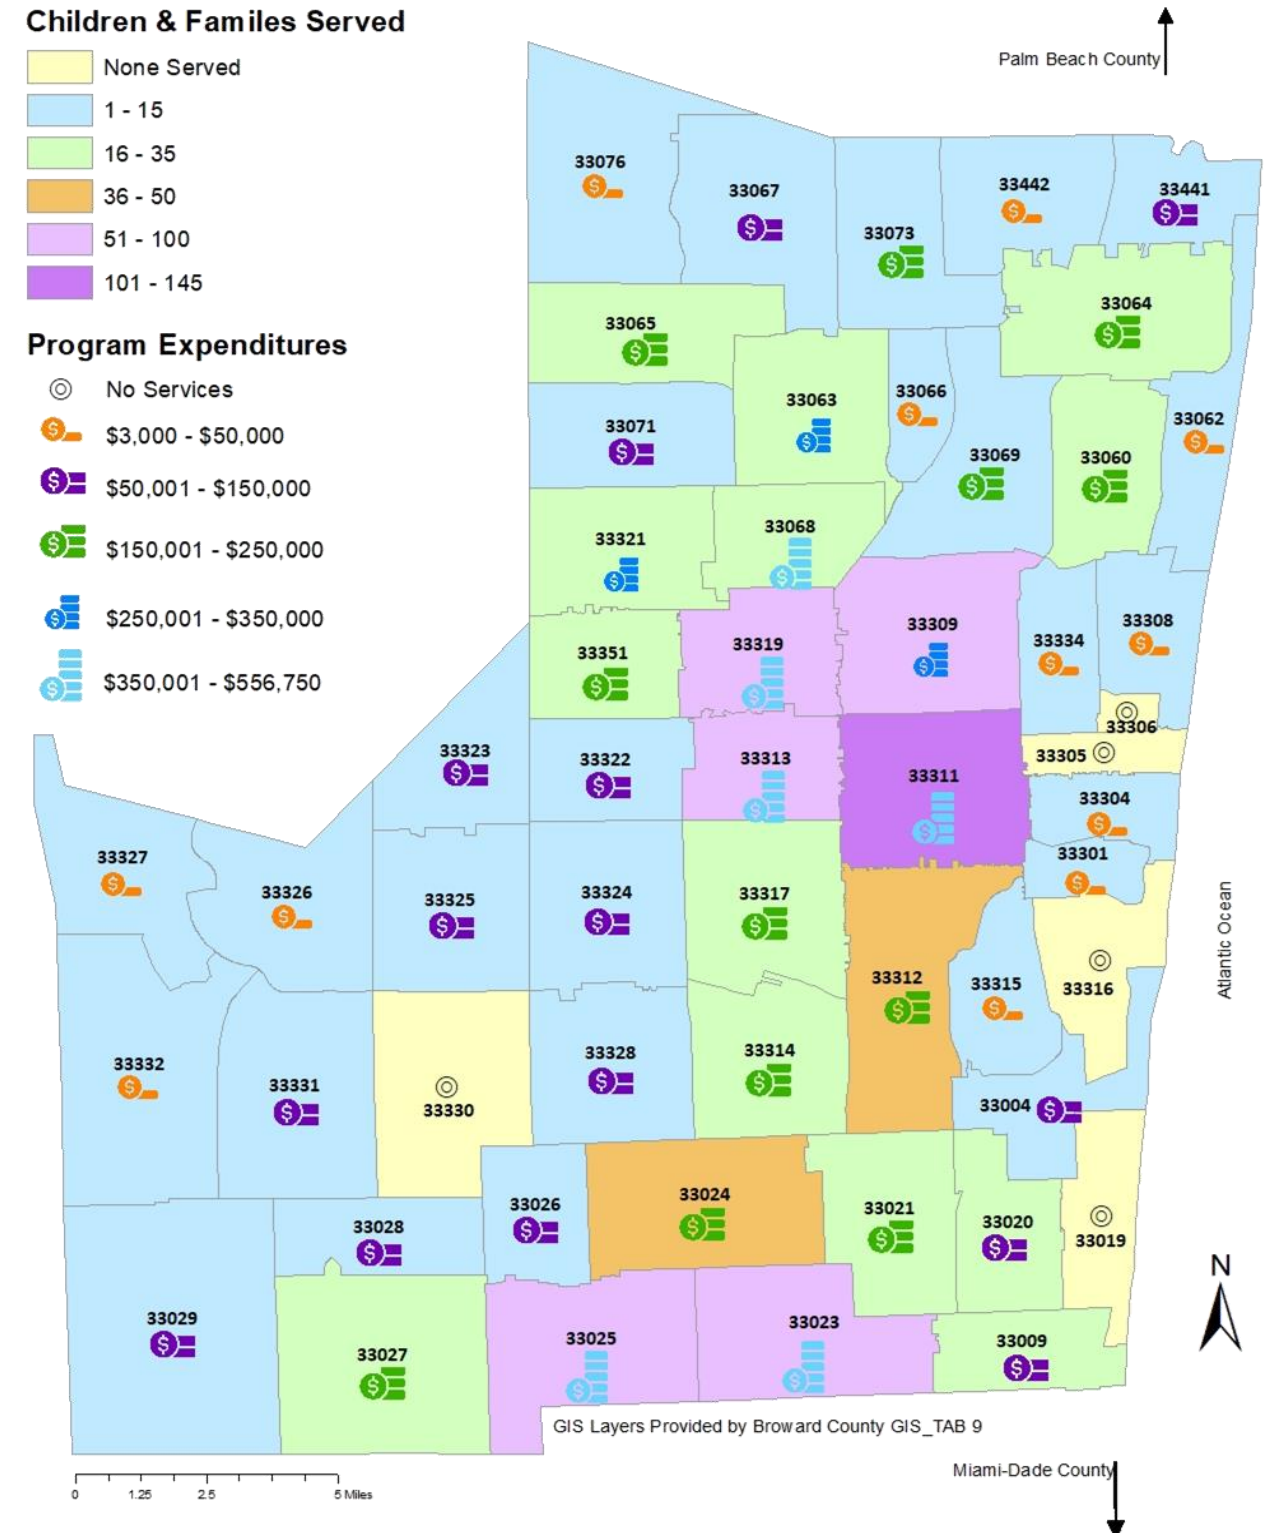 Children & Familes Served
None Served
1 - 15
16 - 35
36 - 50
51 - 100
101 - 145
Program Expenditures
No Services
$3,000 - $50,000
$50,001 - $150,000
$150,001 - $250,000
$250,001 - $350,000
$350,001 - $556,750
Palm Beach County
33076
33067
33442
33441
33073
33064
33065
33066
33063
33062
33071
33069
33060
33068
33321
33308
33309
33334
33319
33351
33306
33323
33322
33313
33305
33311
33304
33301
33327
33326
33325
33324
33317
33312
33315
33316
Atlantic Ocean
33332
33331
33330
33328
33314
33004
33024
33026
33021
33020
33019
33028
33029
33027
33025
33023
33009
N
GIS Layers Provided by Broward County GIS_TAB 9
Miami-Dade County
0 1.25 2.5 5 Miles